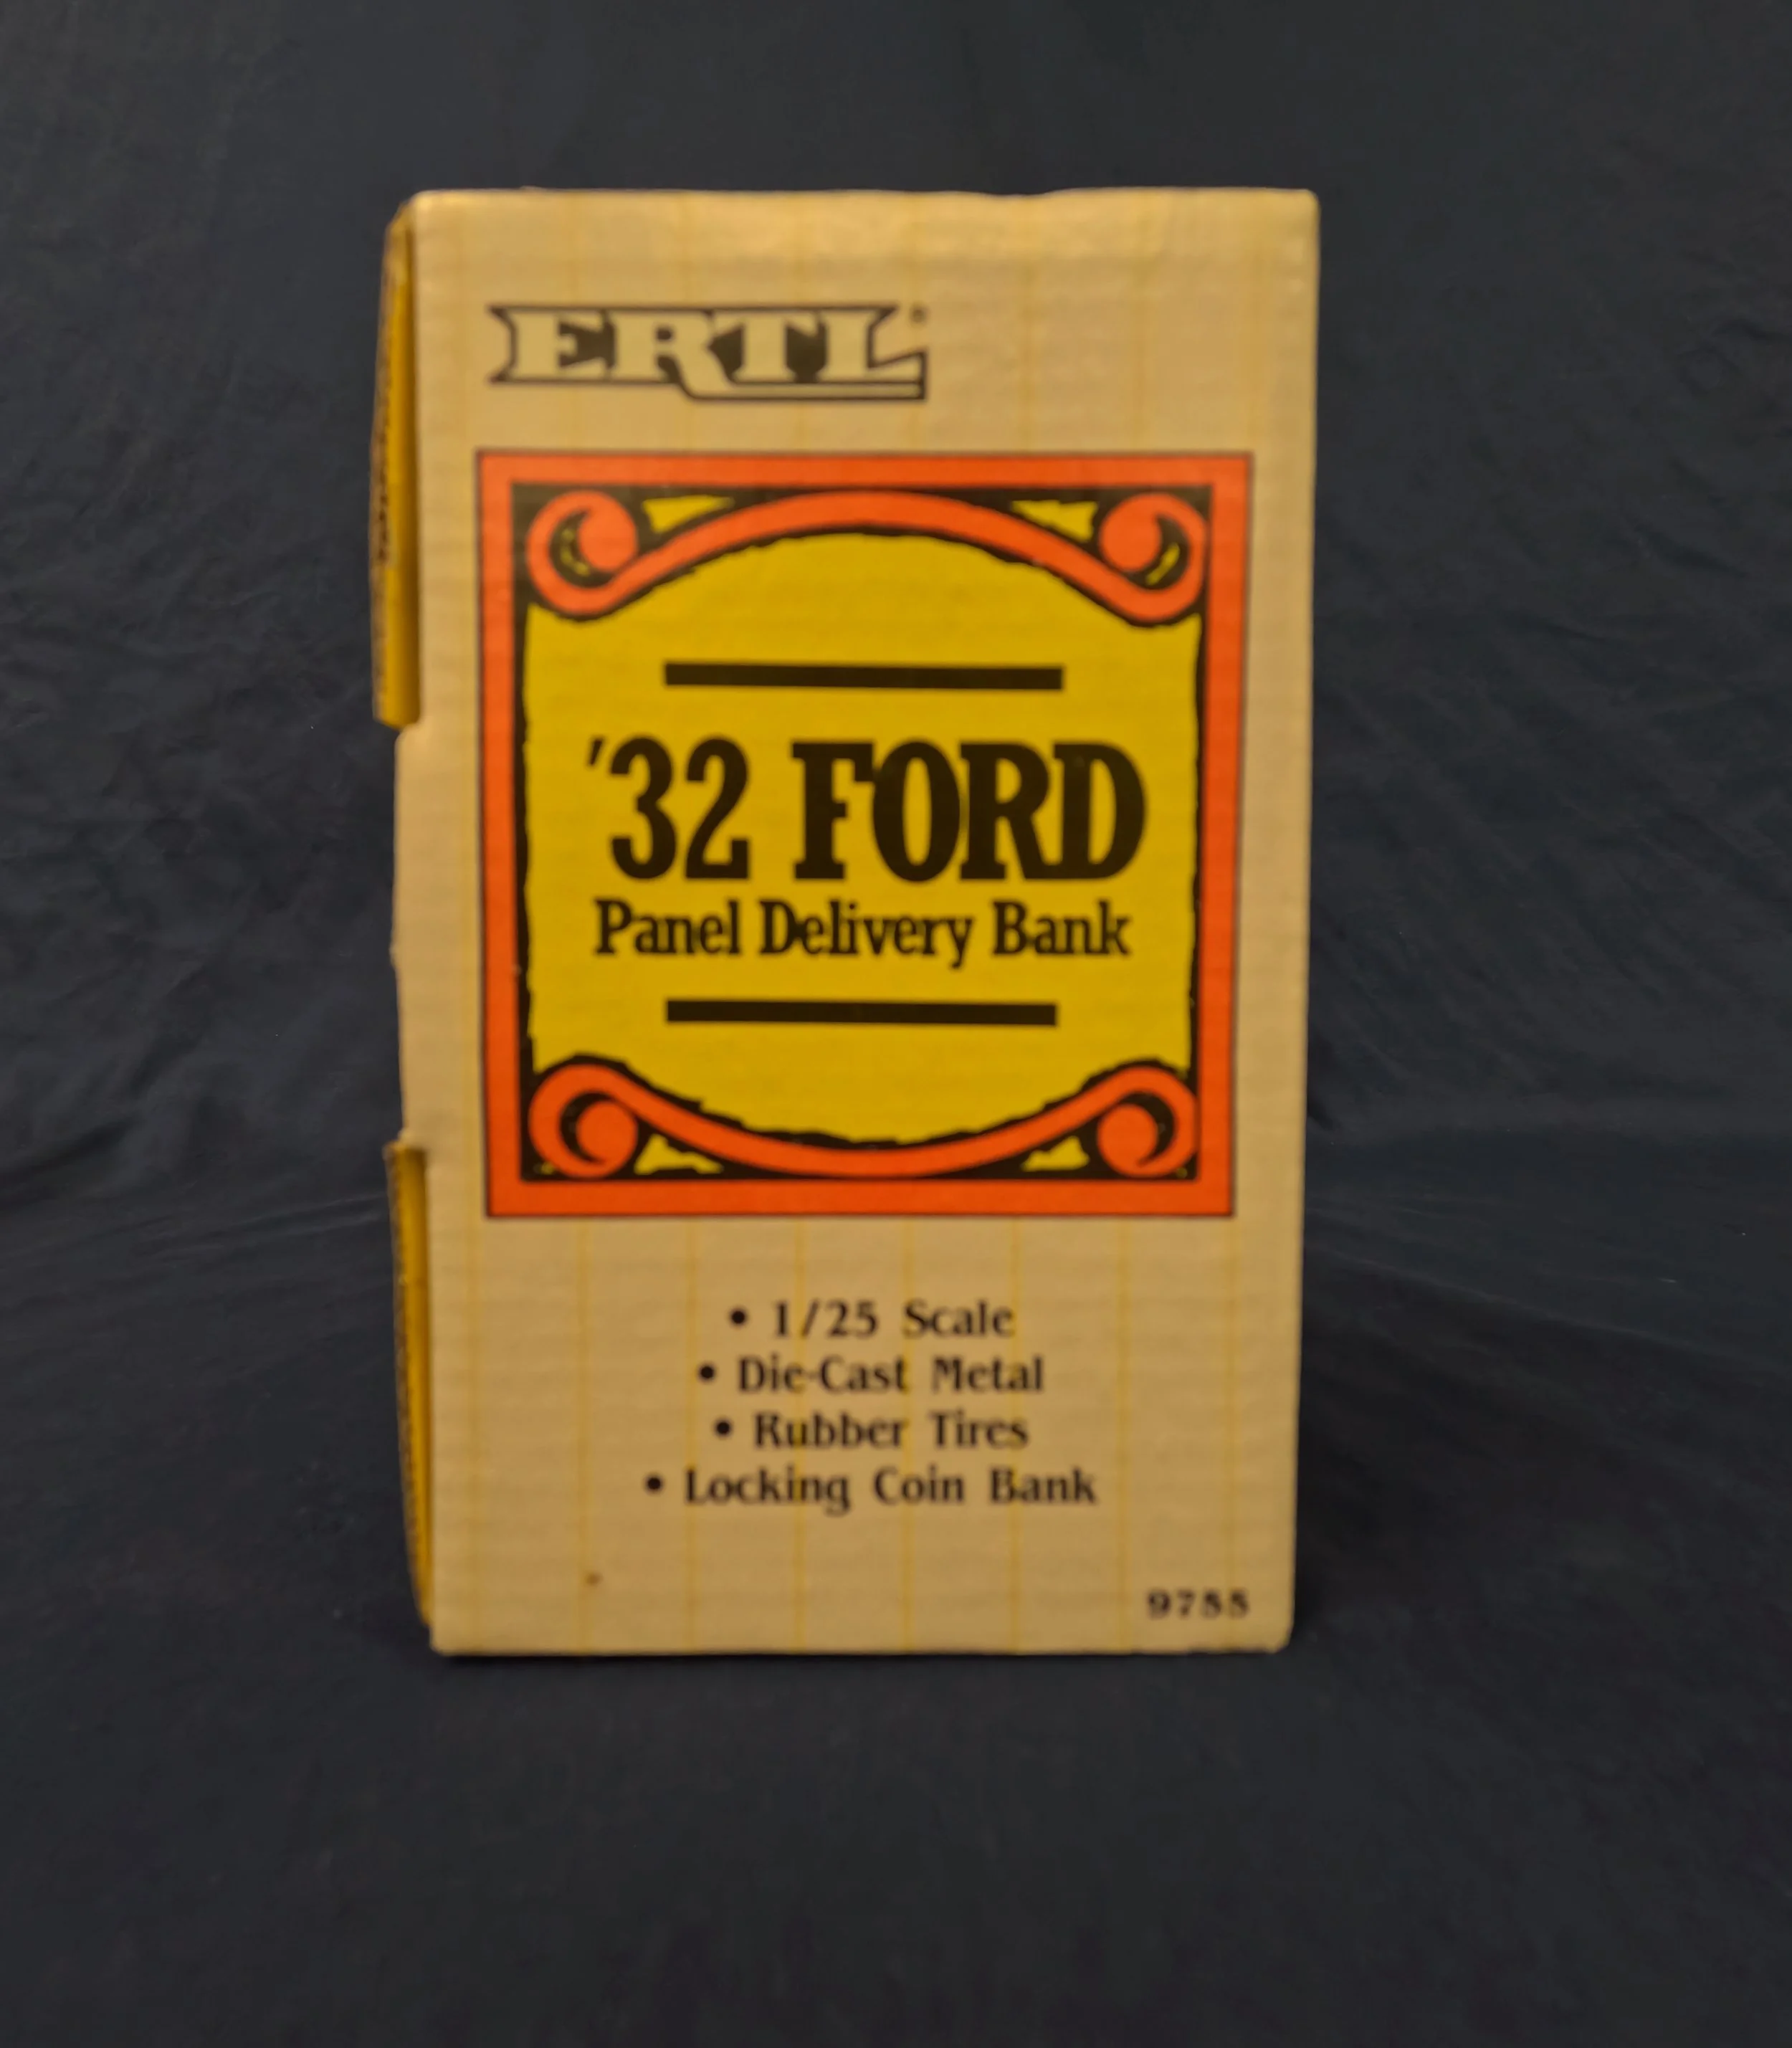 ERTL®
'32 FORD
Panel Delivery Bank
• 1/25 Scale
• Die-Cast Metal
• Rubber Tires
• Locking Coin Bank
9755